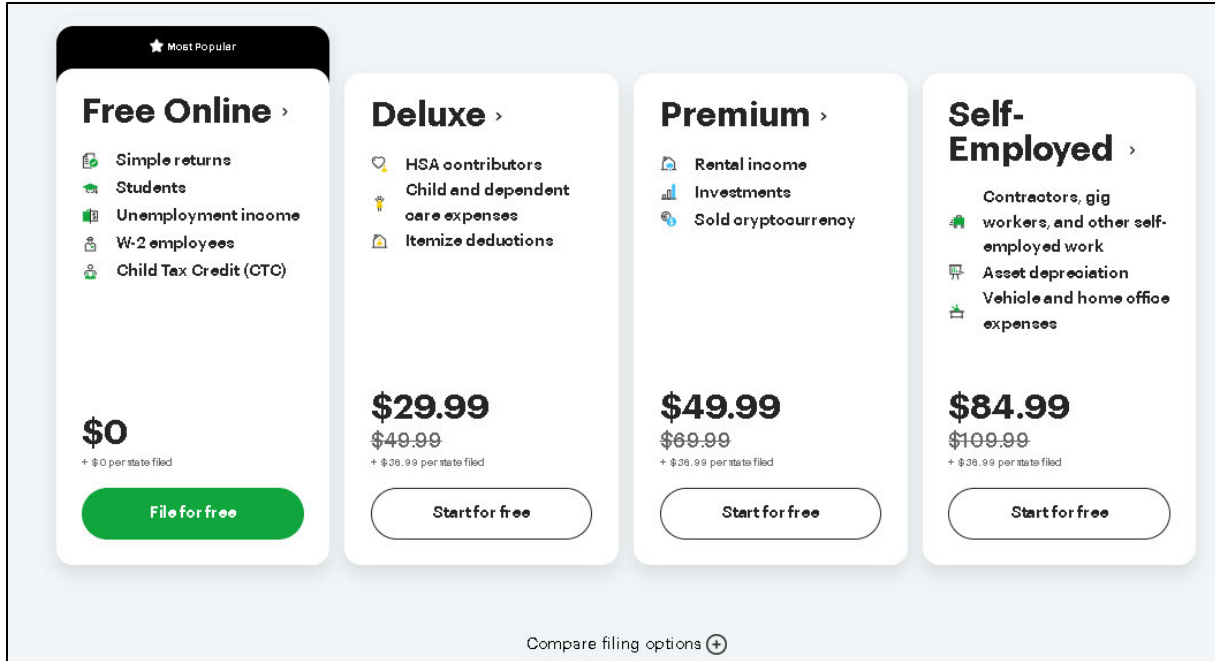 Most Popular
Free Online ›
Simple returns
Students
Unemployment income
W-2 employees
Child Tax Credit (CTC)
$0
+ $0 per state filed
File for free
Deluxe ›
HSA contributors
Child and dependent
care expenses
Itemize deductions
$29.99
$49.99
+ $36.99 per state filed
Start for free
Premium ›
Rental income
Investments
Sold cryptocurrency
$49.99
$69.99
+ $36.99 per state filed
Start for free
Self-
Employed ›
Contractors, gig
workers, and other self-
employed work
Asset depreciation
Vehicle and home office
expenses
$84.99
$109.99
+ $36.99 per state filed
Start for free
Compare filing options